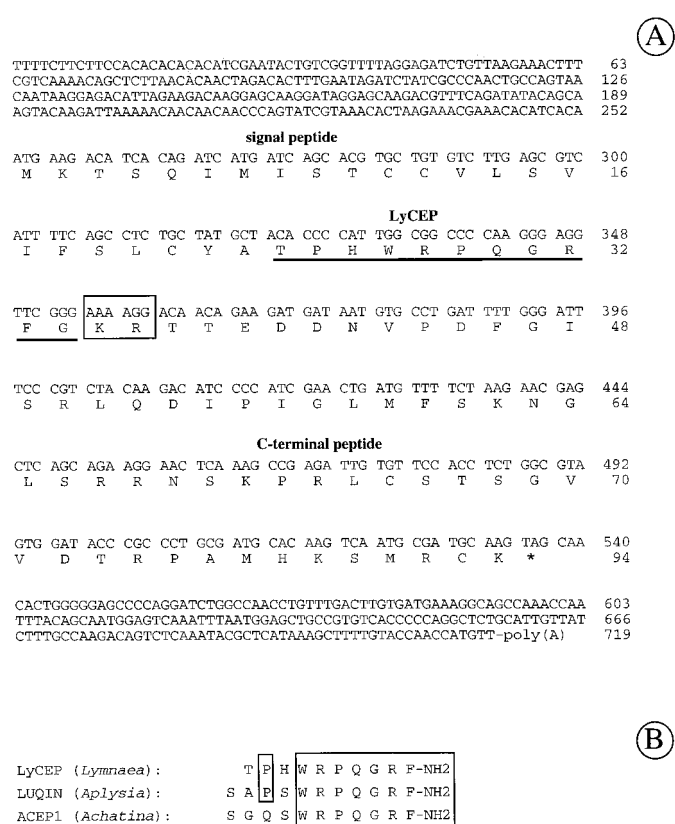 A
TTTTCTTCTTCCACACACACACATCGAATACTGTCGGTTTTAGGAGATCTGTTAAGAAACTTT 63
CGTCAAAACAGCTCTTAACACAACTAGACACTTTGAATAGATCTATCGCCCAACTGCCAGTAA 126
CAATAAGGAGACATTAGAAGACAAGGAGCAAGGATAGGAGCAAGACGTTTCAGATATACAGCA 189
AGTACAAGATTAAAAACAACAACAACCCAGTATCGTAAACACTAAGAAACGAAACACATCACA 252
signal peptide
ATG AAG ACA TCA CAG ATC ATG ATC AGC ACG TGC TGT GTC TTG AGC GTC 300
M K T S Q I M I S T C C V L S V 16
LyCEP
ATT TTC AGC CTC TGC TAT GCT ACA CCC CAT TGG CGG CCC CAA GGG AGG 348
I F S L C Y A T P H W R P Q G R 32
TTC GGG AAA AGG ACA ACA GAA GAT GAT AAT GTG CCT GAT TTT GGG ATT 396
F G K R T T E D D N V P D F G I 48
TCC CGT CTA CAA GAC ATC CCC ATC GAA CTG ATG TTT TCT AAG AAC GAG 444
S R L Q D I P I G L M F S K N G 64
C-terminal peptide
CTC AGC AGA AGG AAC TCA AAG CCG AGA TTG TGT TCC ACC TCT GGC GTA 492
L S R R N S K P R L C S T S G V 70
GTG GAT ACC CGC CCT GCG ATG CAC AAG TCA ATG CGA TGC AAG TAG CAA 540
V D T R P A M H K S M R C K * 94
CACTGGGGGAGCCCCAGGATCTGGCCAACCTGTTTGACTTGTGATGAAAGGCAGCCAAACCAA 603
TTTACAGCAATGGAGTCAAATTTAATGGAGCTGCCGTGTCACCCCCAGGCTCTGCATTGTTAT 666
CTTTGCCAAGACAGTCTCAAATACGCTCATAAAGCTTTTGTACCAACCATGTT-poly(A) 719
B
LyCEP (Lymnaea): T P H W R P Q G R F-NH2
LUQIN (Aplysia): S A P S W R P Q G R F-NH2
ACEP1 (Achatina): S G Q S W R P Q G R F-NH2